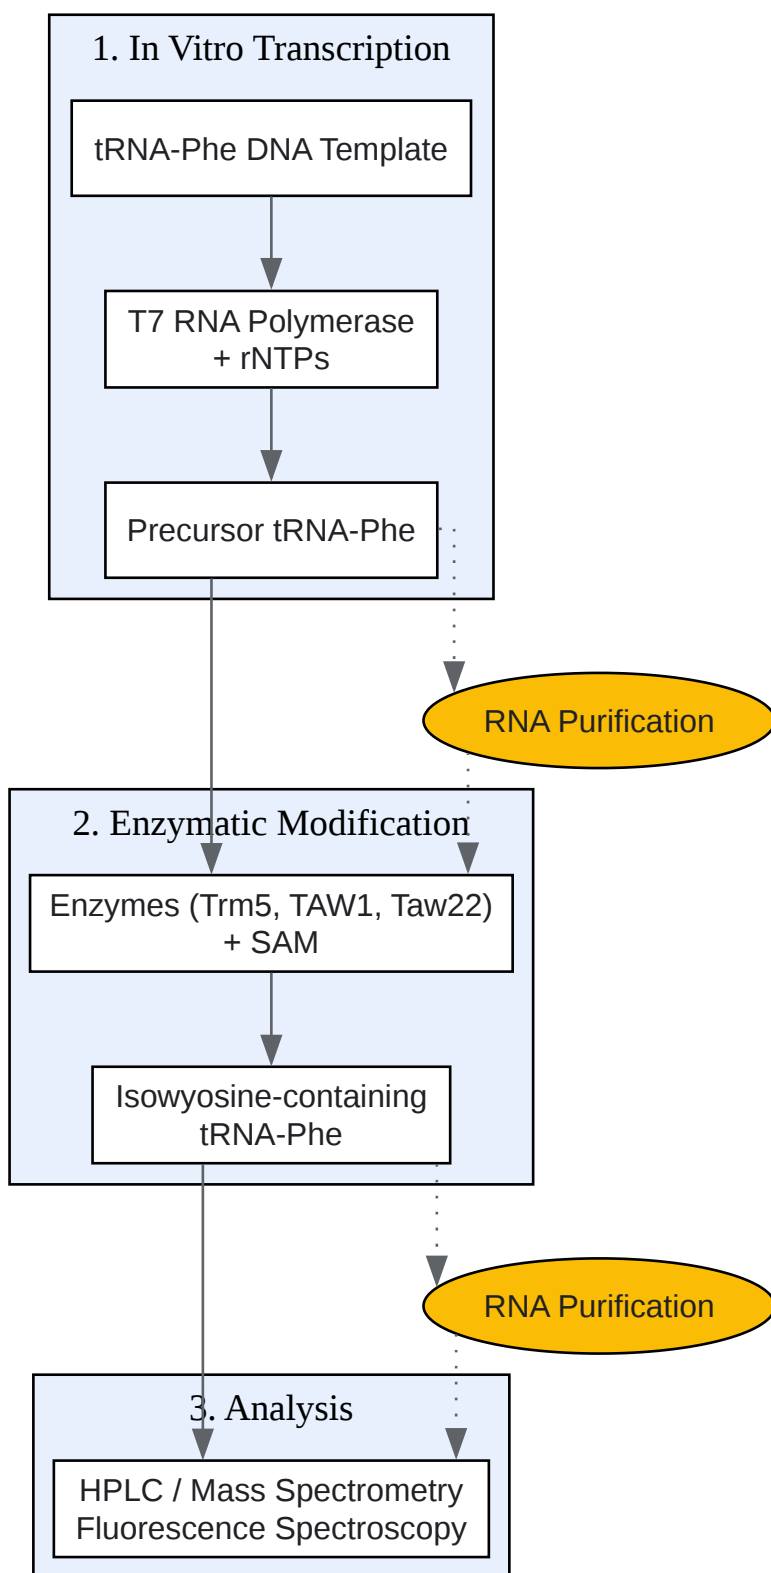 1. In Vitro Transcription
tRNA-Phe DNA Template
T7 RNA Polymerase
+ rNTPs
Precursor tRNA-Phe
RNA Purification
2. Enzymatic Modification
Enzymes (Trm5, TAW1, Taw22)
+ SAM
Isowyosine-containing
tRNA-Phe
RNA Purification
3. Analysis
HPLC / Mass Spectrometry
Fluorescence Spectroscopy